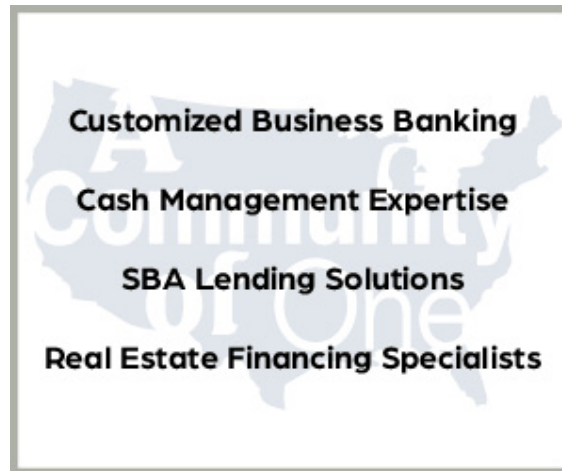 Customized Business Banking
Cash Management Expertise
SBA Lending Solutions
Real Estate Financing Specialists
A
Community
of One